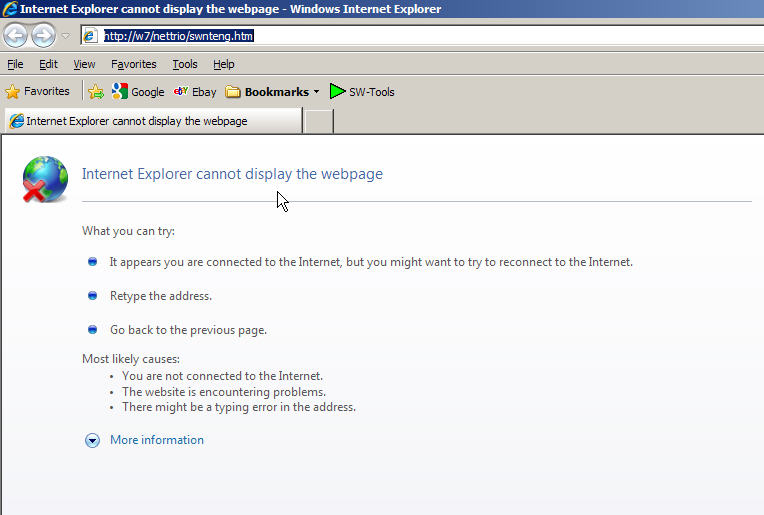 Internet Explorer cannot display the webpage - Windows Internet Explorer
http://w7/nettrio/swnteng.htm
File Edit View Favorites Tools Help
Favorites Google Ebay Bookmarks SW-Tools
Internet Explorer cannot display the webpage
Internet Explorer cannot display the webpage
What you can try:
It appears you are connected to the Internet, but you might want to try to reconnect to the Internet.
Retype the address.
Go back to the previous page.
Most likely causes:
• You are not connected to the Internet.
• The website is encountering problems.
• There might be a typing error in the address.
More information